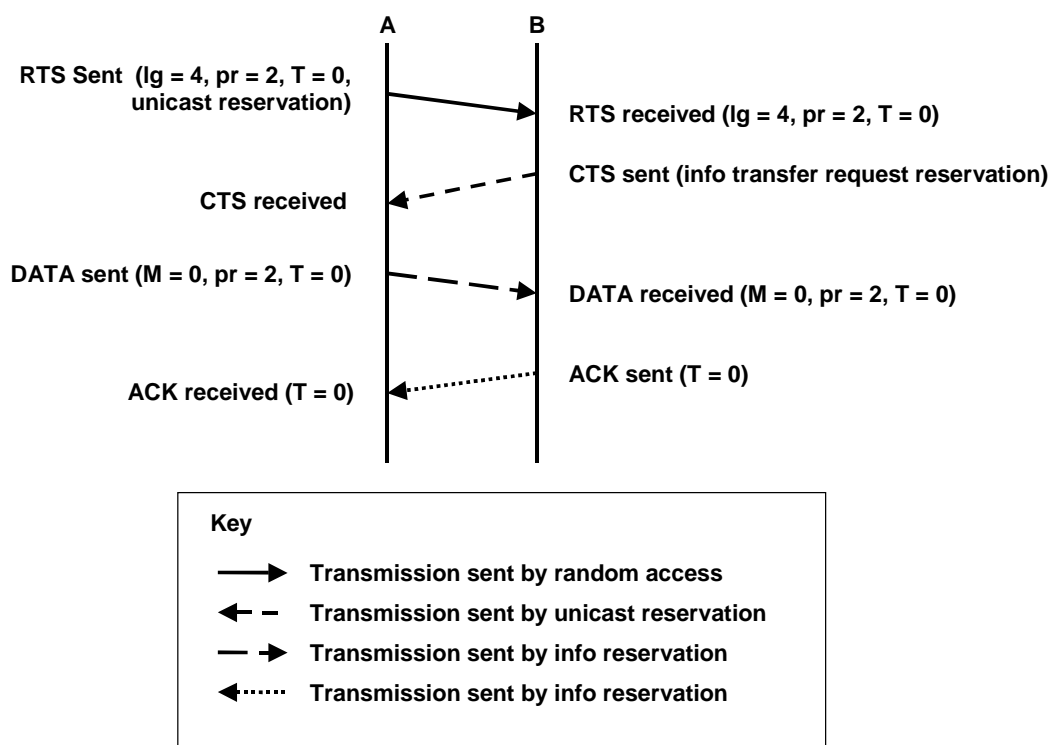 A
B
RTS Sent (lg = 4, pr = 2, T = 0,
unicast reservation)
RTS received (lg = 4, pr = 2, T = 0)
CTS sent (info transfer request reservation)
CTS received
DATA sent (M = 0, pr = 2, T = 0)
DATA received (M = 0, pr = 2, T = 0)
ACK sent (T = 0)
ACK received (T = 0)
Key
Transmission sent by random access
Transmission sent by unicast reservation
Transmission sent by info reservation
Transmission sent by info reservation